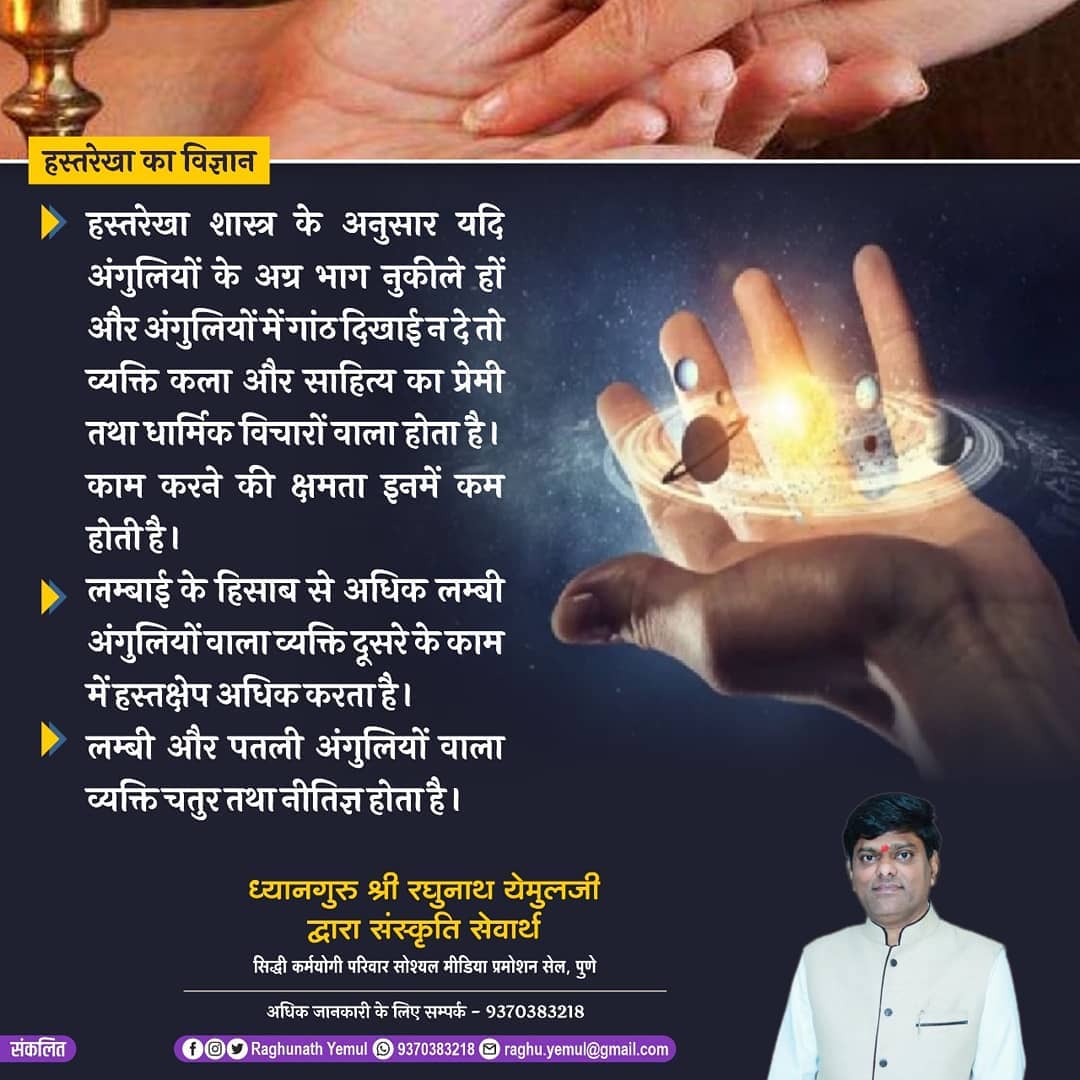 हस्तरेखा का विज्ञान
हस्तरेखा शास्त्र के अनुसार यदि
अंगुलियों के अग्र भाग नुकीले हों
और अंगुलियों में गांठ दिखाई न दे तो
व्यक्ति कला और साहित्य का प्रेमी
तथा धार्मिक विचारों वाला होता है।
काम करने की क्षमता इनमें कम
होती है।
लम्बाई के हिसाब से अधिक लम्बी
अंगुलियों वाला व्यक्ति दूसरे के काम
में हस्तक्षेप अधिक करता है।
लम्बी और पतली अंगुलियों वाला
व्यक्ति चतुर तथा नीतिज्ञ होता है।
ध्यानगुरु श्री रघुनाथ येमुलजी
द्वारा संस्कृति सेवार्थ
सिद्धी कर्मयोगी परिवार सोश्यल मीडिया प्रमोशन सेल, पुणे
अधिक जानकारी के लिए सम्पर्क - 9370383218
संकलित
Raghunath Yemul 9370383218 raghu.yemul@gmail.com